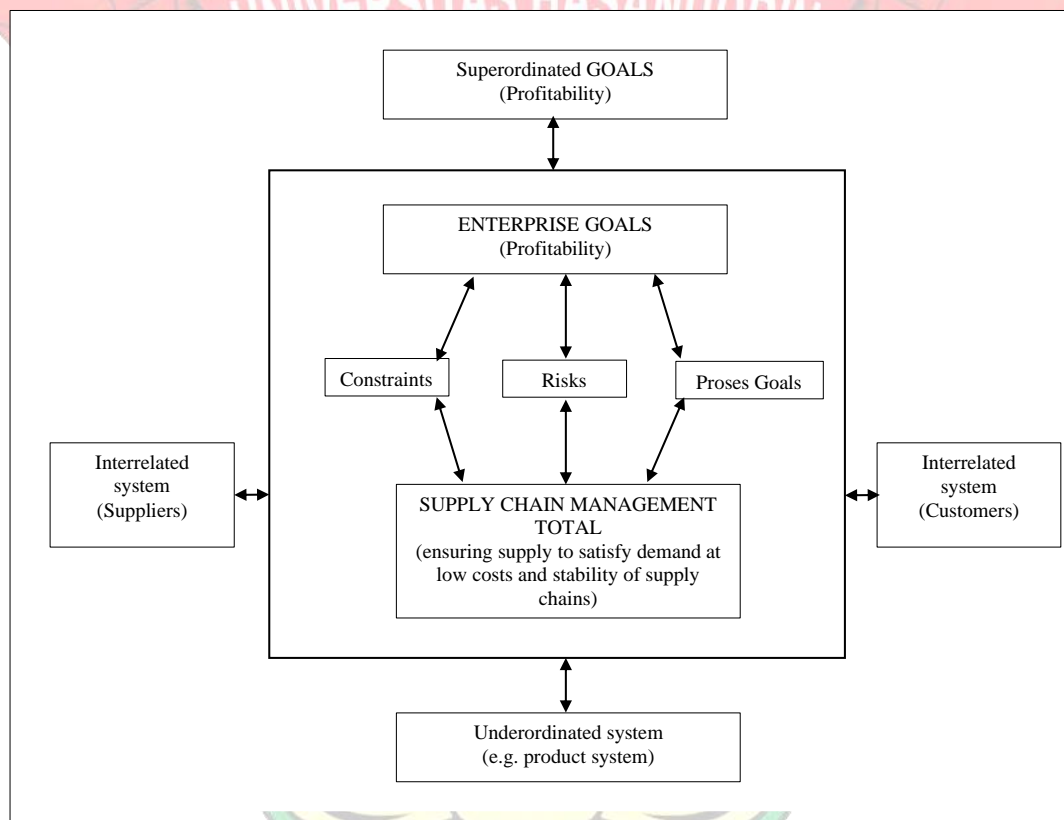 Superordinated GOALS
(Profitability)
ENTERPRISE GOALS
(Profitability)
Constraints
Risks
Proses Goals
Interrelated
system
(Suppliers)
SUPPLY CHAIN MANAGEMENT
TOTAL
(ensuring supply to satisfy demand at
low costs and stability of supply
chains)
Interrelated
system
(Customers)
Underordinated system
(e.g. product system)